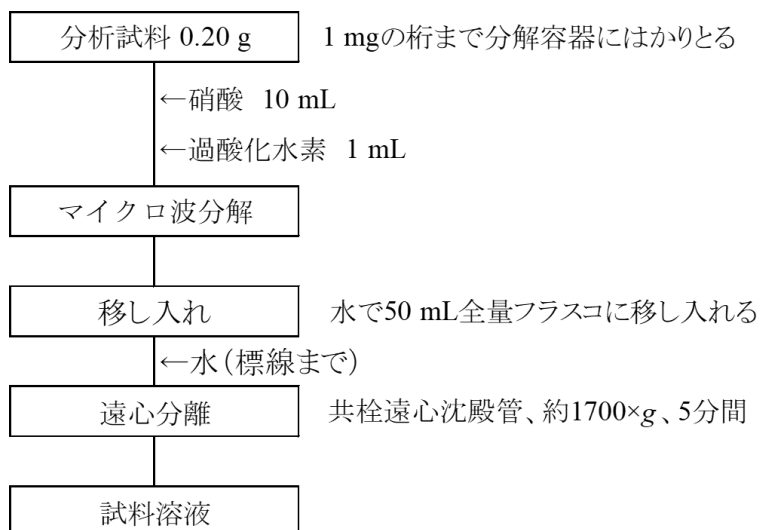 分析試料 0.20 g 1 mgの桁まで分解容器にはかりとる
←硝酸 10 mL
←過酸化水素 1 mL
マイクロ波分解
移し入れ 水で50 mL全量フラスコに移し入れる
←水(標線まで)
遠心分離 共栓遠心沈殿管、約1700×g、5分間
試料溶液